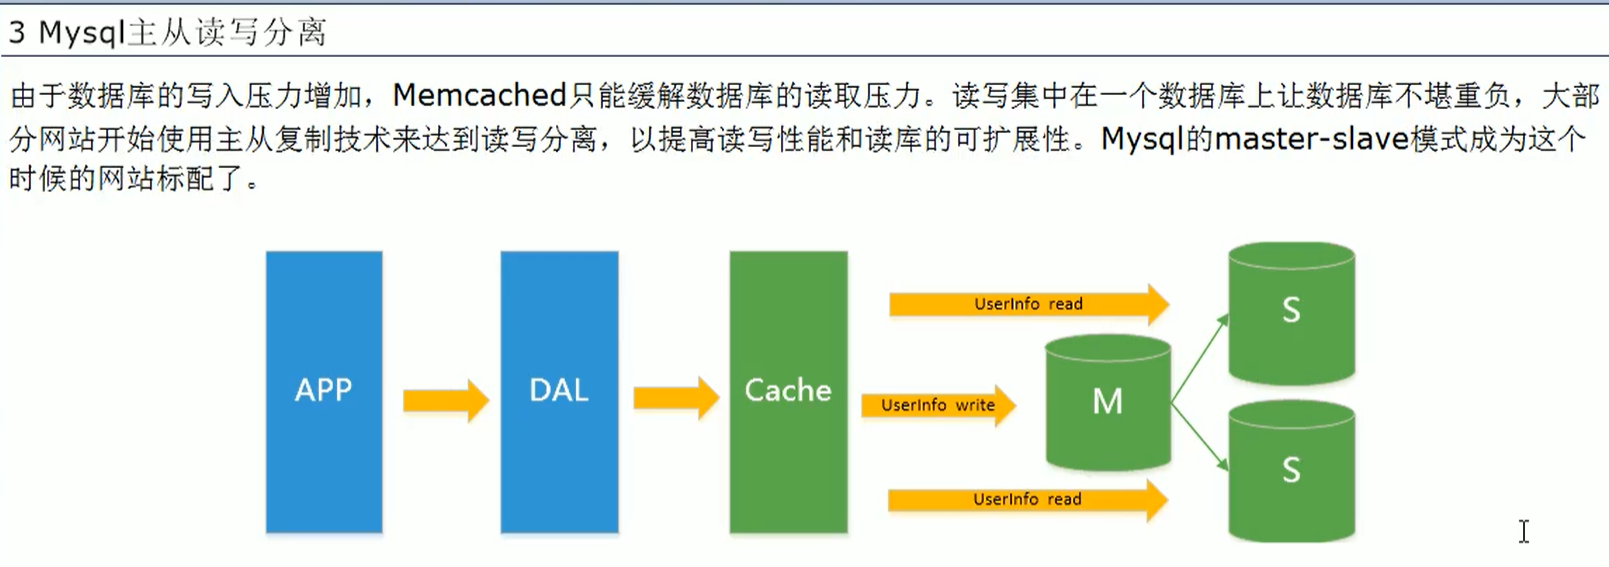 3 Mysql主从读写分离
由于数据库的写入压力增加，Memcached只能缓解数据库的读取压力。读写集中在一个数据库上让数据库不堪重负，大部
分网站开始使用主从复制技术来达到读写分离，以提高读写性能和读库的可扩展性。Mysql的master-slave模式成为这个
时候的网站标配了。
APP
DAL
Cache
UserInfo read
UserInfo write
UserInfo read
M
S
S